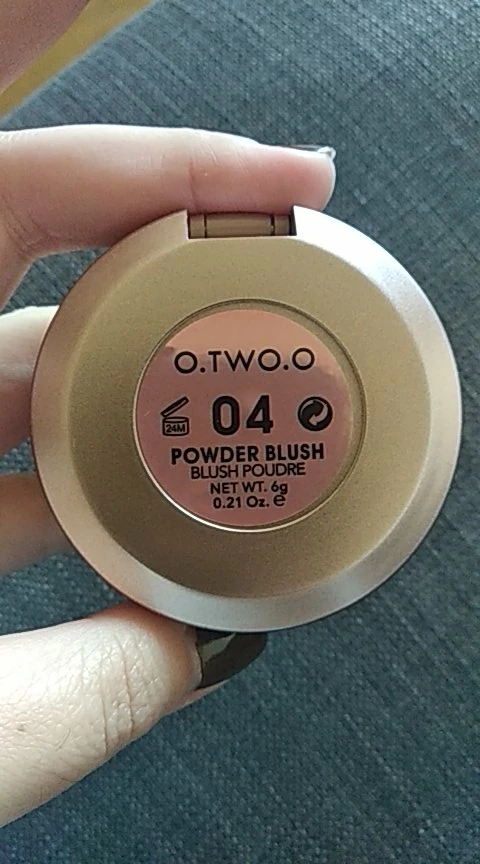 O.TWO.O
24M 04
POWDER BLUSH
BLUSH POUDRE
NET WT. 6g
0.21 Oz. e